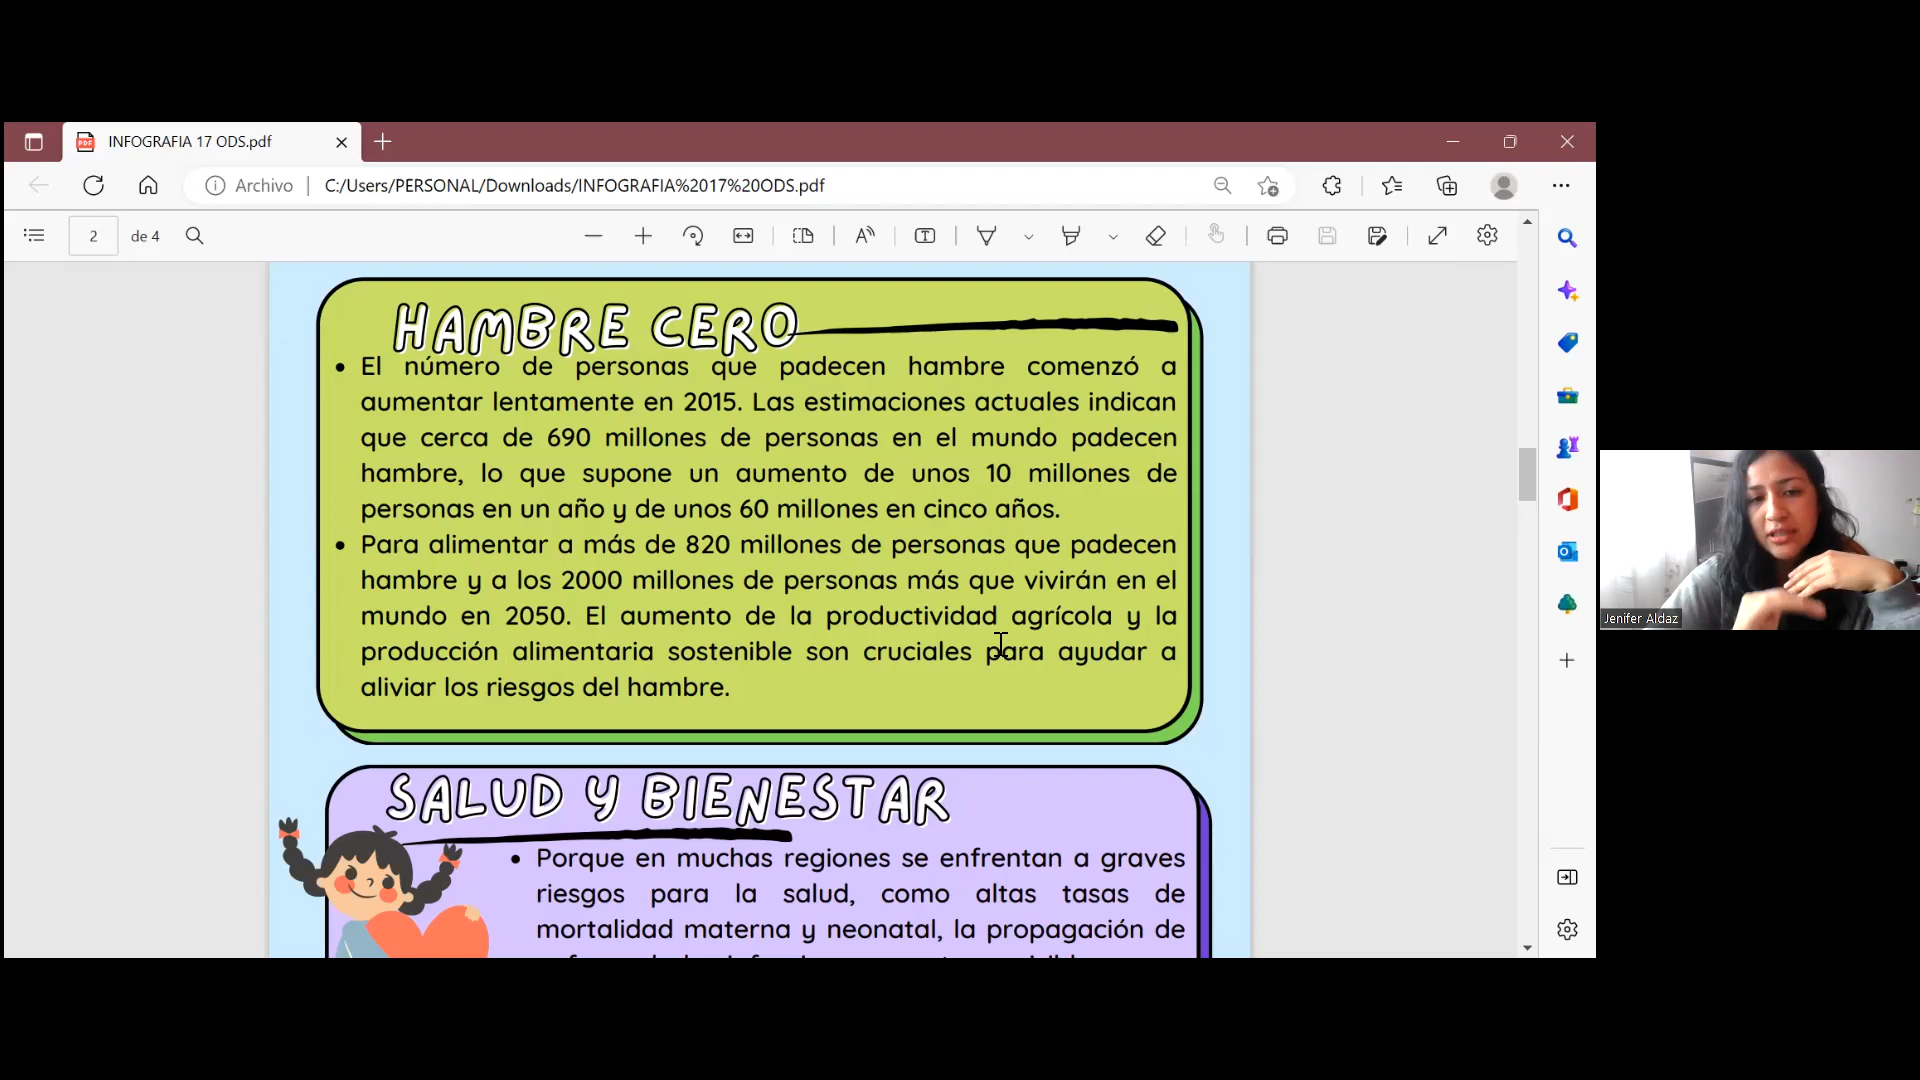 INFOGRAFIA 17 ODS.pdf
Archivo
C:/Users/PERSONAL/Downloads/INFOGRAFIA%2017%20ODS.pdf
2 de 4
HAMBRE CERO
• El número de personas que padecen hambre comenzó a
aumentar lentamente en 2015. Las estimaciones actuales indican
que cerca de 690 millones de personas en el mundo padecen
hambre, lo que supone un aumento de unos 10 millones de
personas en un año y de unos 60 millones en cinco años.
• Para alimentar a más de 820 millones de personas que padecen
hambre y a los 2000 millones de personas más que vivirán en el
mundo en 2050. El aumento de la productividad agrícola y la
producción alimentaria sostenible son cruciales para ayudar a
aliviar los riesgos del hambre.
SALUD Y BIENESTAR
• Porque en muchas regiones se enfrentan a graves
riesgos para la salud, como altas tasas de
mortalidad materna y neonatal, la propagación de
Jenifer Aldaz